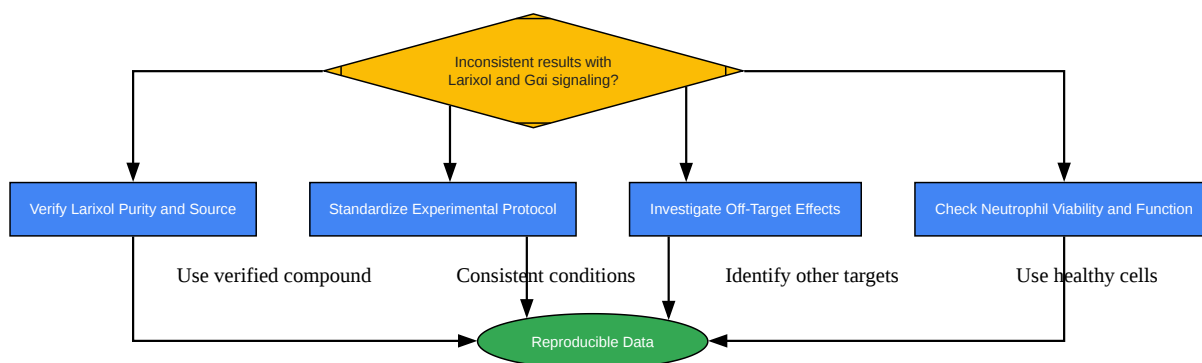 Inconsistent results with
Larixol and Gαi signaling?
Verify Larixol Purity and Source
Standardize Experimental Protocol
Investigate Off-Target Effects
Check Neutrophil Viability and Function
Use verified compound
Consistent conditions
Identify other targets
Use healthy cells
Reproducible Data